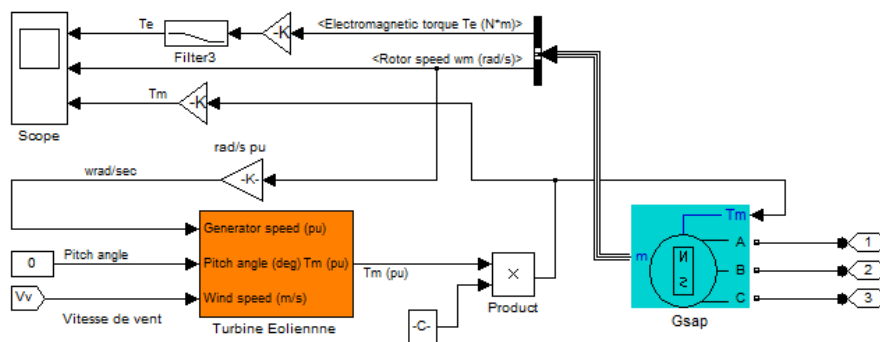 Te
<Electromagnetic torque Te (N*m)>
-K-
Filter3
<Rotor speed wm (rad/s)>
Tm
-K-
Scope
rad/s pu
wrad/sec
-K-
Generator speed (pu)
Pitch angle
0
Pitch angle (deg) Tm (pu)
Tm (pu)
Vv
Wind speed (m/s)
Vitesse de vent
Turbine Eoliennne
×
Product
-C-
Tm
m
N
S
A
B
C
1
2
3
Gsap